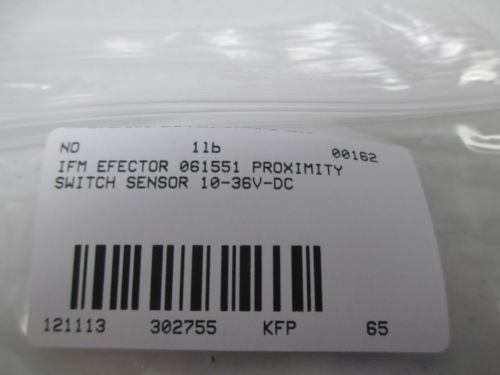 NO 1lb 00162
IFM EFECTOR 061551 PROXIMITY
SWITCH SENSOR 10-36V-DC
121113 302755 KFP 65